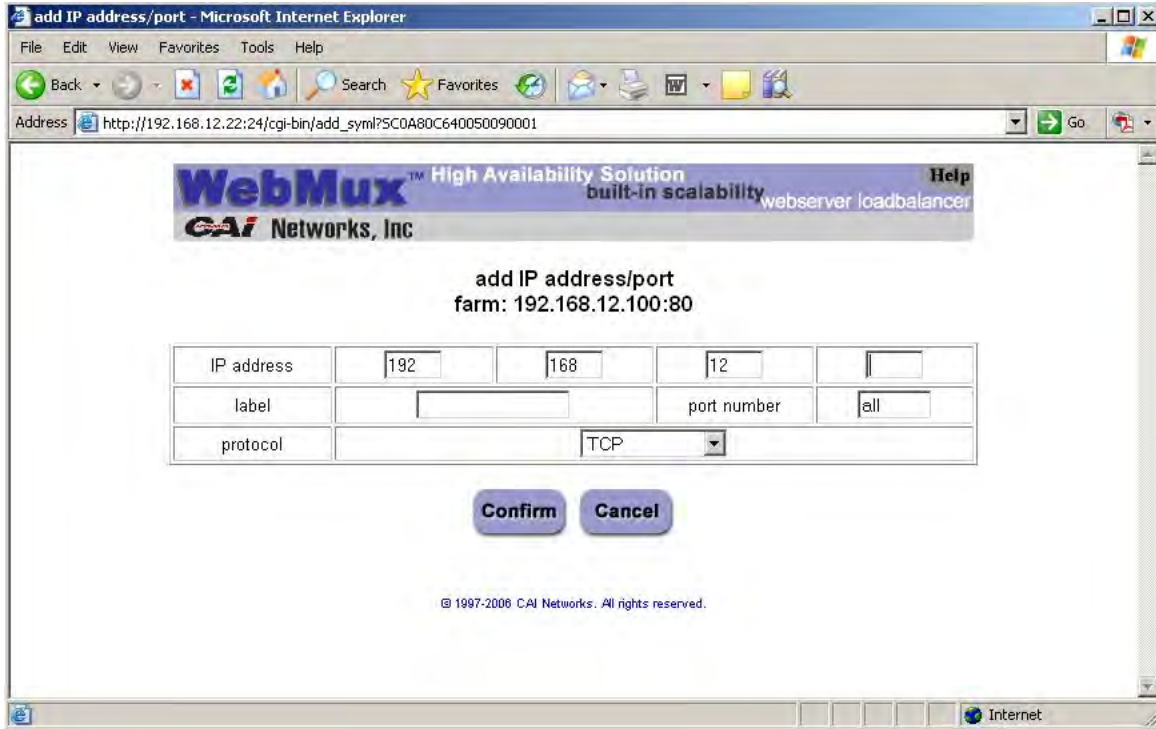 add IP address/port - Microsoft Internet Explorer
File Edit View Favorites Tools Help
Back Search Favorites
Address http://192.168.12.22:24/cgi-bin/add_syml?5C0A80C640050090001 Go
WebMux™ High Availability Solution Help
built-in scalability webserver loadbalancer
CAI Networks, Inc
add IP address/port
farm: 192.168.12.100:80
IP address 192 168 12
label port number all
protocol TCP
Confirm Cancel
© 1997-2006 CAI Networks. All rights reserved.
Internet